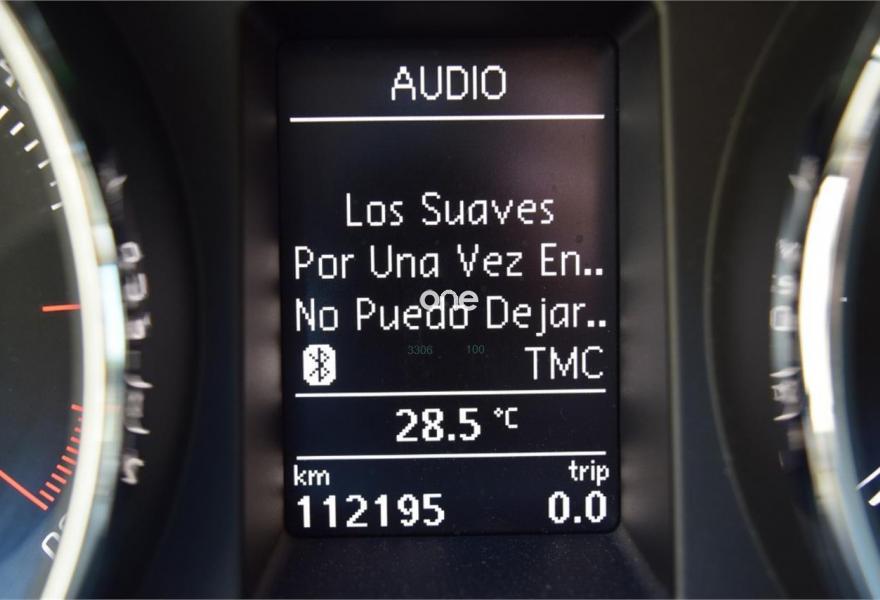 AUDIO
Los Suaves
Por Una Vez En..
No Puedo Dejar..
one
3306 100
TMC
28.5 °C
km trip
112195 0.0